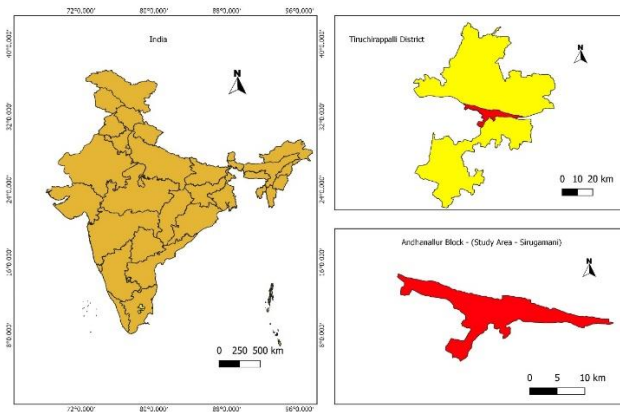 72°0.000' 80°0.000' 88°0.000' 96°0.000'
India
N
40°0.000'
32°0.000'
24°0.000'
16°0.000'
8°0.000'
0 250 500 km
72°0.000' 80°0.000' 88°0.000' 96°0.000'
Tiruchirappalli District
N
0 10 20 km
Andhanallur Block - (Study Area - Sirugamani)
N
0 5 10 km